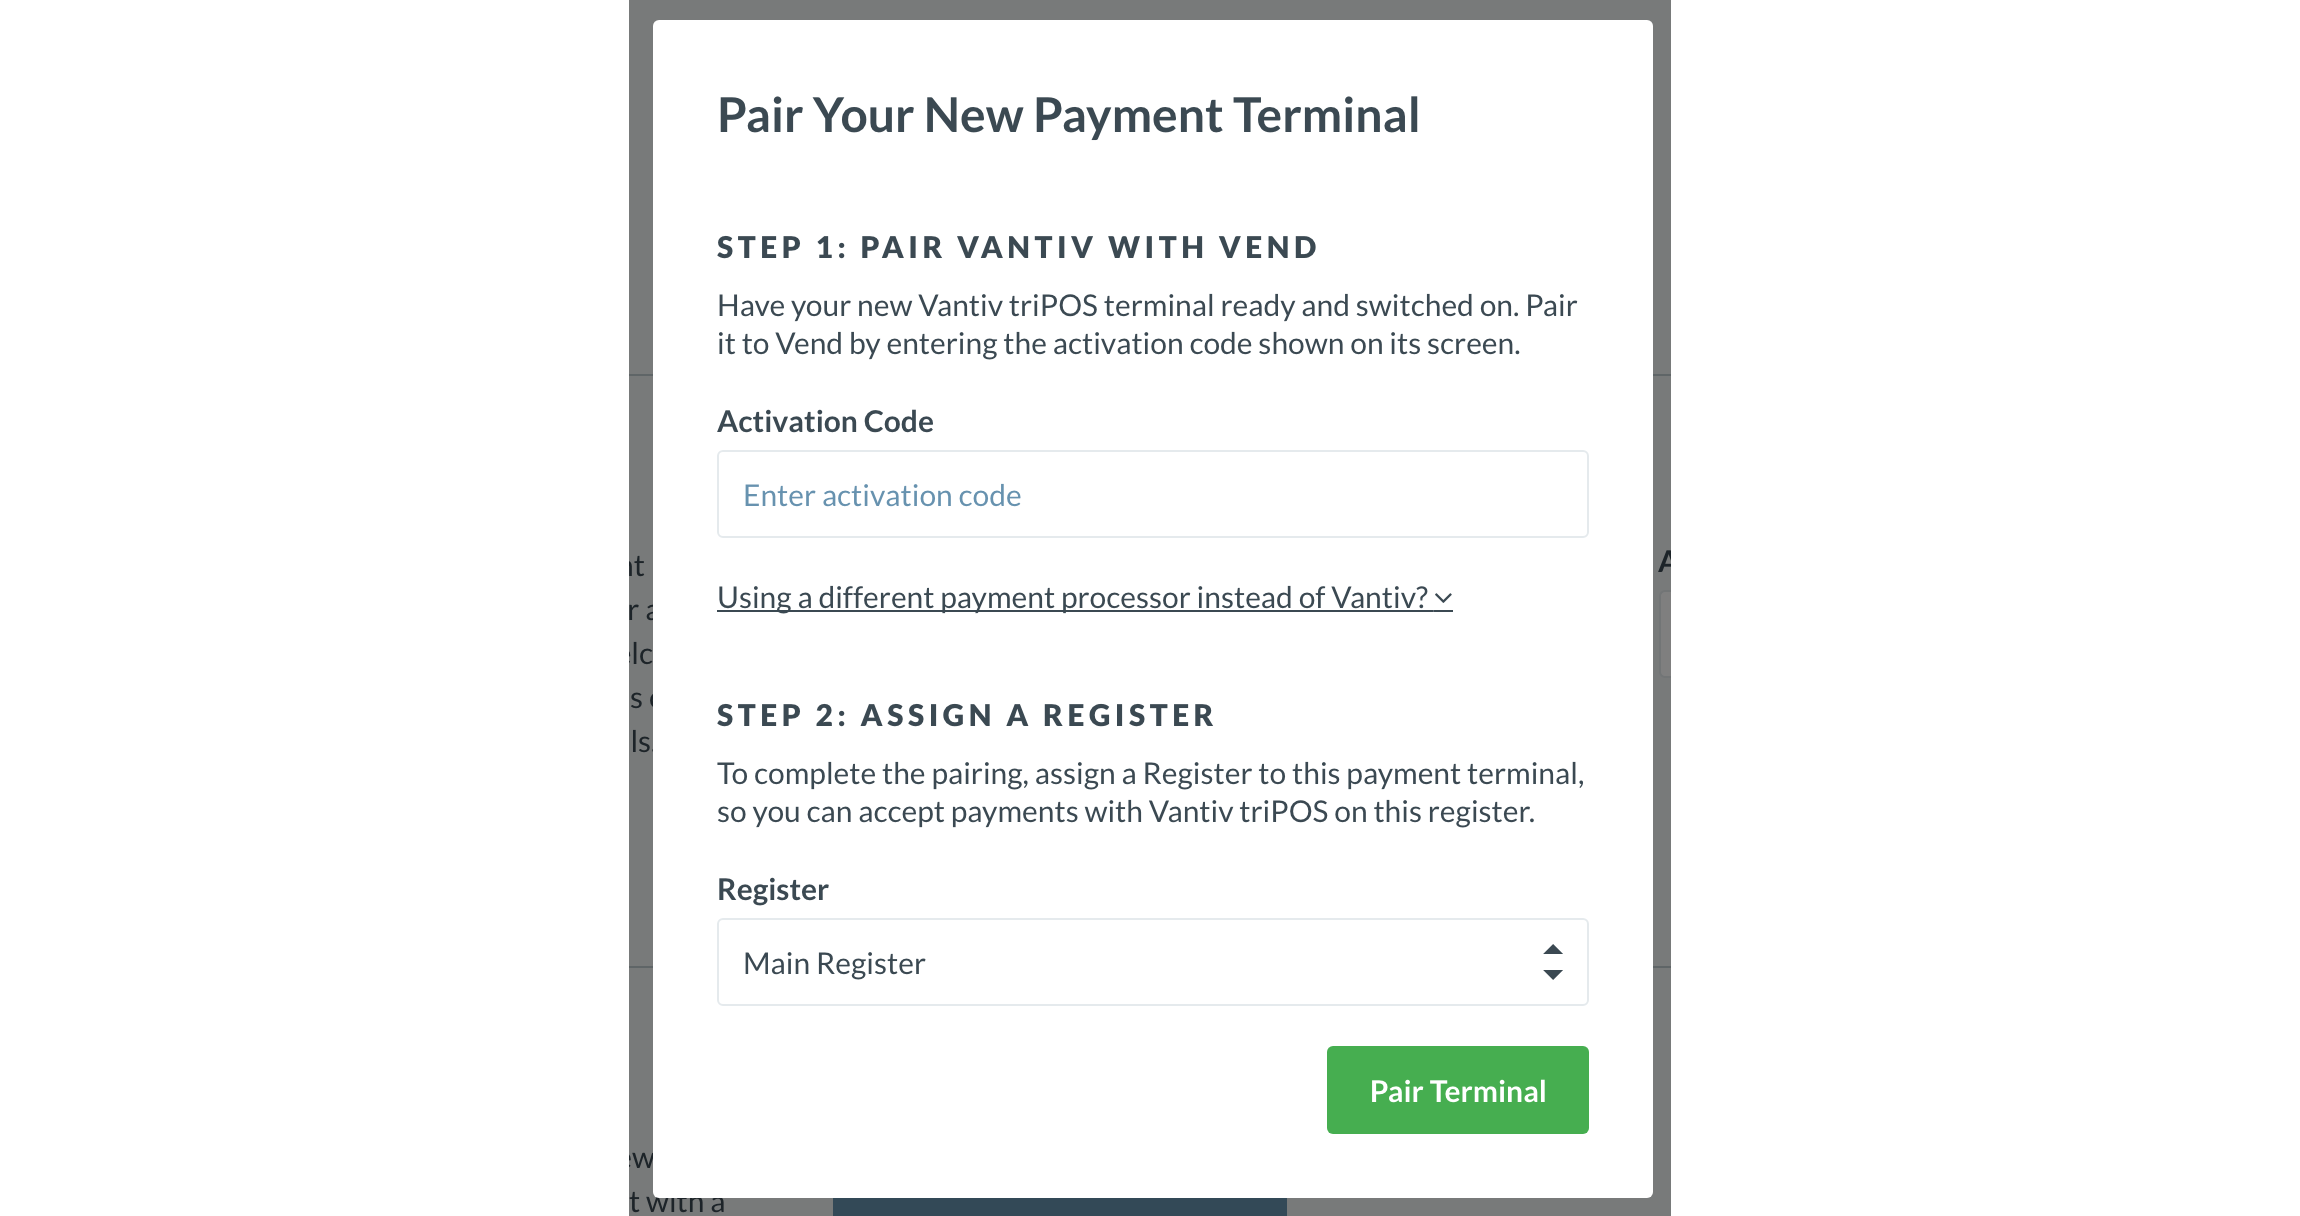 Pair Your New Payment Terminal
STEP 1: PAIR VANTIV WITH VEND
Have your new Vantiv triPOS terminal ready and switched on. Pair
it to Vend by entering the activation code shown on its screen.
Activation Code
Enter activation code
Using a different payment processor instead of Vantiv?
STEP 2: ASSIGN A REGISTER
To complete the pairing, assign a Register to this payment terminal,
so you can accept payments with Vantiv triPOS on this register.
Register
Main Register
Pair Terminal
t with a